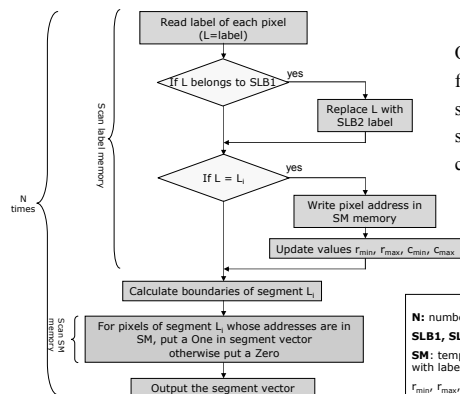 Read label of each pixel
(L=label)
If L belongs to SLB1
yes
Replace L with
SLB2 label
Scan label memory
If L = Li
yes
Write pixel address in
SM memory
Update values rmin, rmax, cmin, cmax
N
times
Calculate boundaries of segment Li
Scan SM
memory
For pixels of segment Li whose addresses are in
SM, put a One in segment vector
otherwise put a Zero
Output the segment vector
f
s
s
c
N: numbe
SLB1, SL
SM: temp
with label
rmin, rmax,